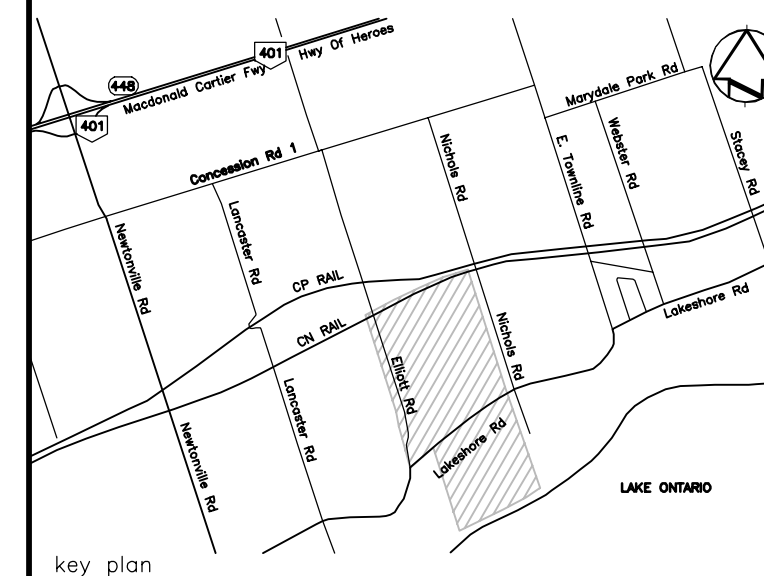 401
Hwy Of Heroes
448
Macdonald Cartier Fwy
401
Marydale Park Rd
Concession Rd 1
Nichols Rd
E. Townline Rd
Webster Rd
Stacey Rd
Newtonville Rd
Lancaster Rd
CP RAIL
CN RAIL
Lakeshore Rd
Nichols Rd
Elliott Rd
Lancaster Rd
Newtonville Rd
Lakeshore Rd
LAKE ONTARIO
key plan